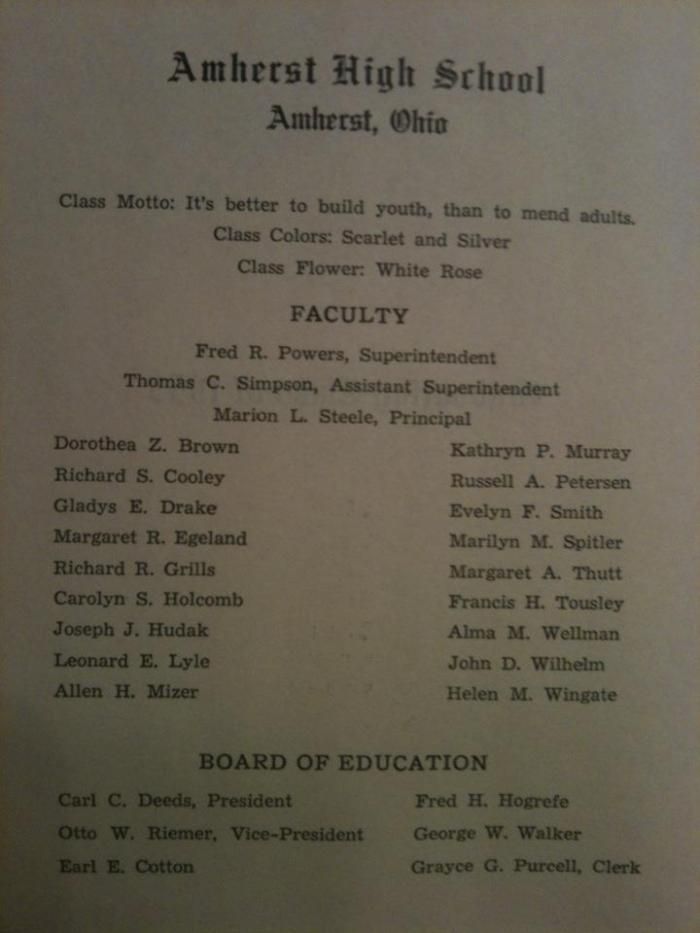 Amherst High School
Amherst, Ohio
Class Motto: It's better to build youth, than to mend adults.
Class Colors: Scarlet and Silver
Class Flower: White Rose
FACULTY
Fred R. Powers, Superintendent
Thomas C. Simpson, Assistant Superintendent
Marion L. Steele, Principal
Dorothea Z. Brown
Richard S. Cooley
Gladys E. Drake
Margaret R. Egeland
Richard R. Grills
Carolyn S. Holcomb
Joseph J. Hudak
Leonard E. Lyle
Allen H. Mizer
Kathryn P. Murray
Russell A. Petersen
Evelyn F. Smith
Marilyn M. Spitler
Margaret A. Thutt
Francis H. Tousley
Alma M. Wellman
John D. Wilhelm
Helen M. Wingate
BOARD OF EDUCATION
Carl C. Deeds, President
Otto W. Riemer, Vice-President
Earl E. Cotton
Fred H. Hogrefe
George W. Walker
Grayce G. Purcell, Clerk